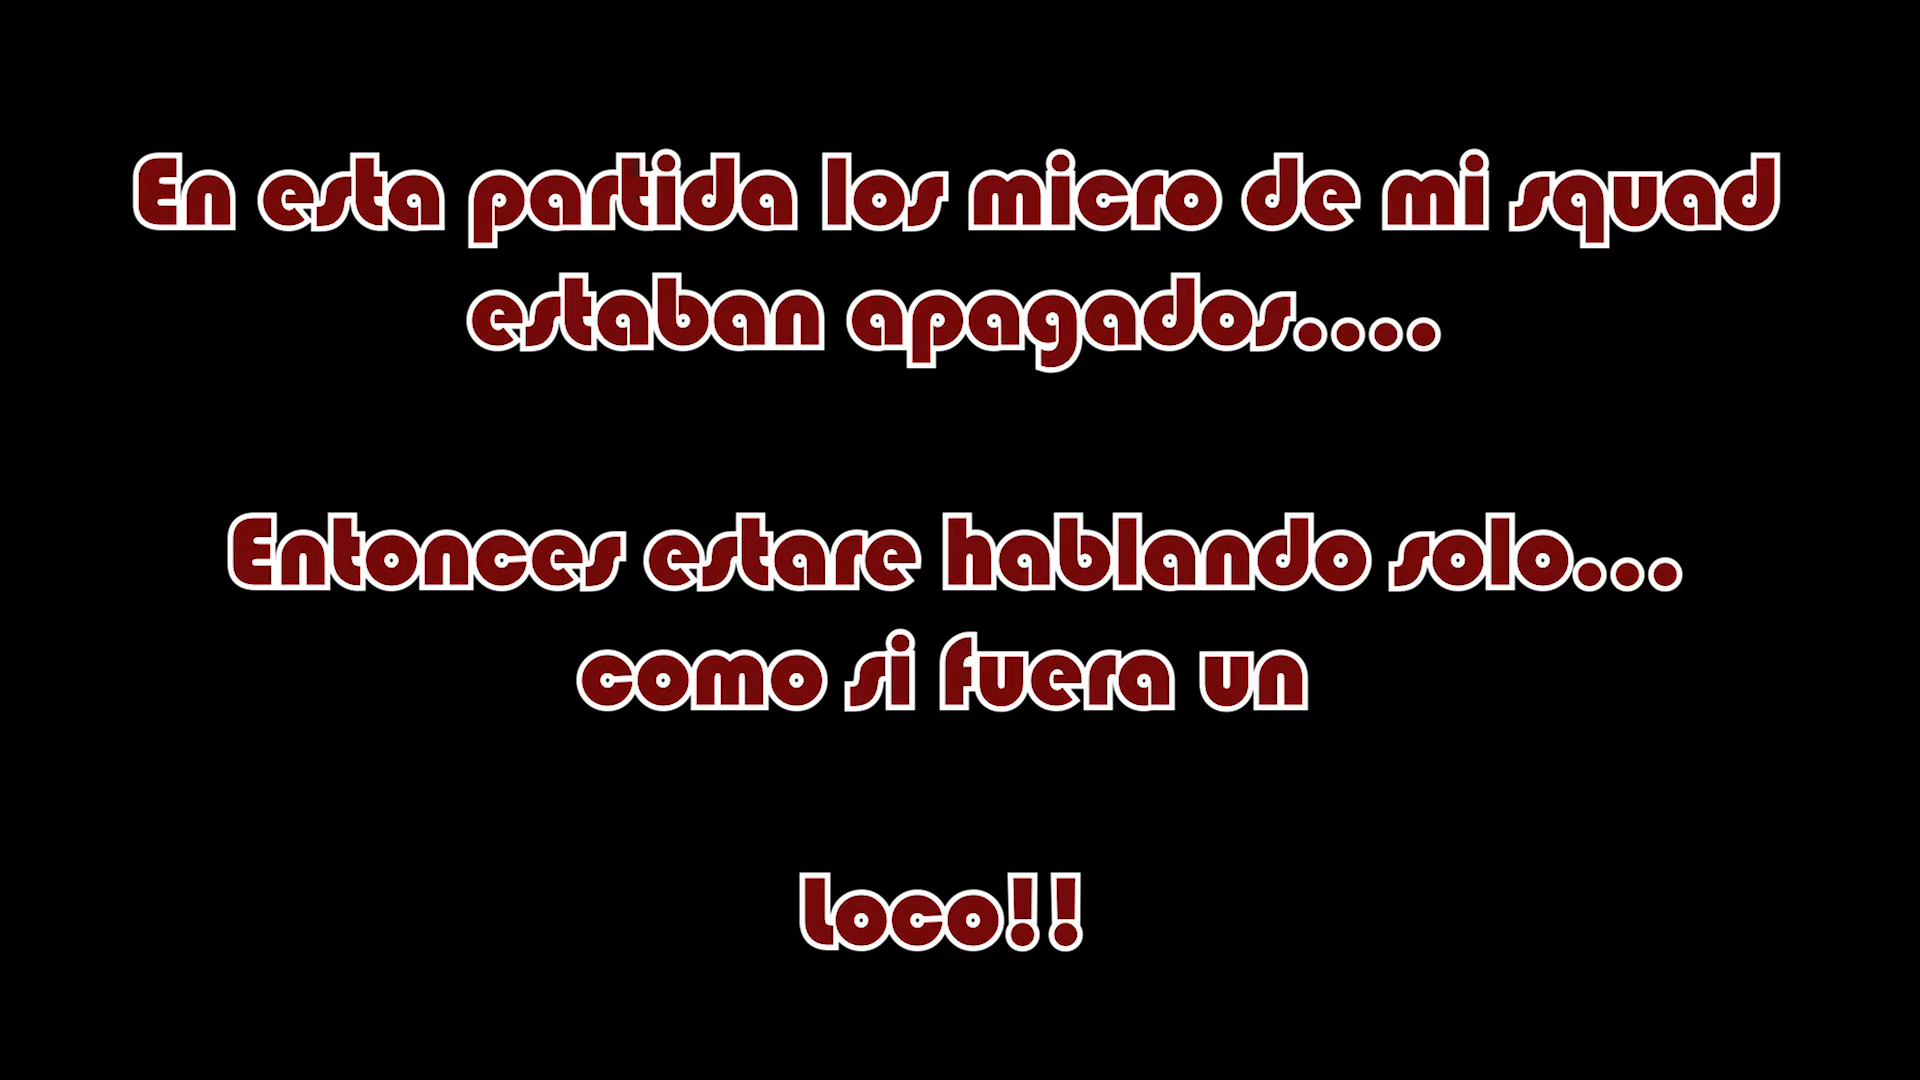 En esta partida los micro de mi squad
estaban apagados....
Entonces estare hablando solo...
como si fuera un
Loco!!